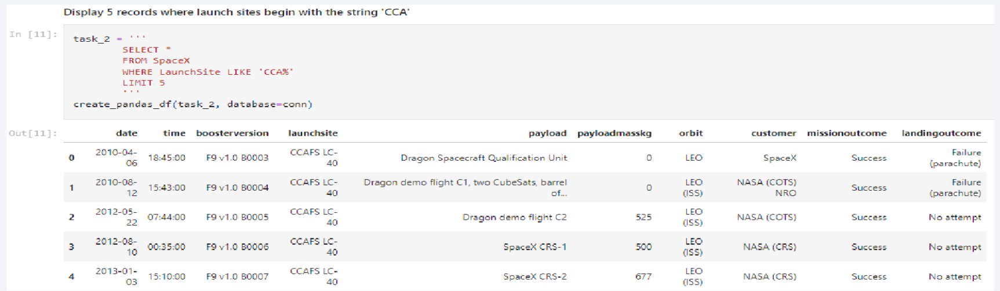 Display 5 records where launch sites begin with the string 'CCA'
In [11]:
task_2 = '''
SELECT *
FROM SpaceX
WHERE LaunchSite LIKE 'CCA%'
LIMIT 5
'''
create_pandas_df(task_2, database=conn)
Out[11]:
date time boosterversion launchsite payload payloadmasskg orbit customer missionoutcome landingoutcome
0 2010-04-06 18:45:00 F9 v1.0 B0003 CCAFS LC-40 Dragon Spacecraft Qualification Unit 0 LEO SpaceX Success Failure (parachute)
1 2010-08-12 15:43:00 F9 v1.0 B0004 CCAFS LC-40 Dragon demo flight C1, two CubeSats, barrel of... 0 LEO (ISS) NASA (COTS) NRO Success Failure (parachute)
2 2012-05-22 07:44:00 F9 v1.0 B0005 CCAFS LC-40 Dragon demo flight C2 525 LEO (ISS) NASA (COTS) Success No attempt
3 2012-08-10 00:35:00 F9 v1.0 B0006 CCAFS LC-40 SpaceX CRS-1 500 LEO (ISS) NASA (CRS) Success No attempt
4 2013-01-03 15:10:00 F9 v1.0 B0007 CCAFS LC-40 SpaceX CRS-2 677 LEO (ISS) NASA (CRS) Success No attempt